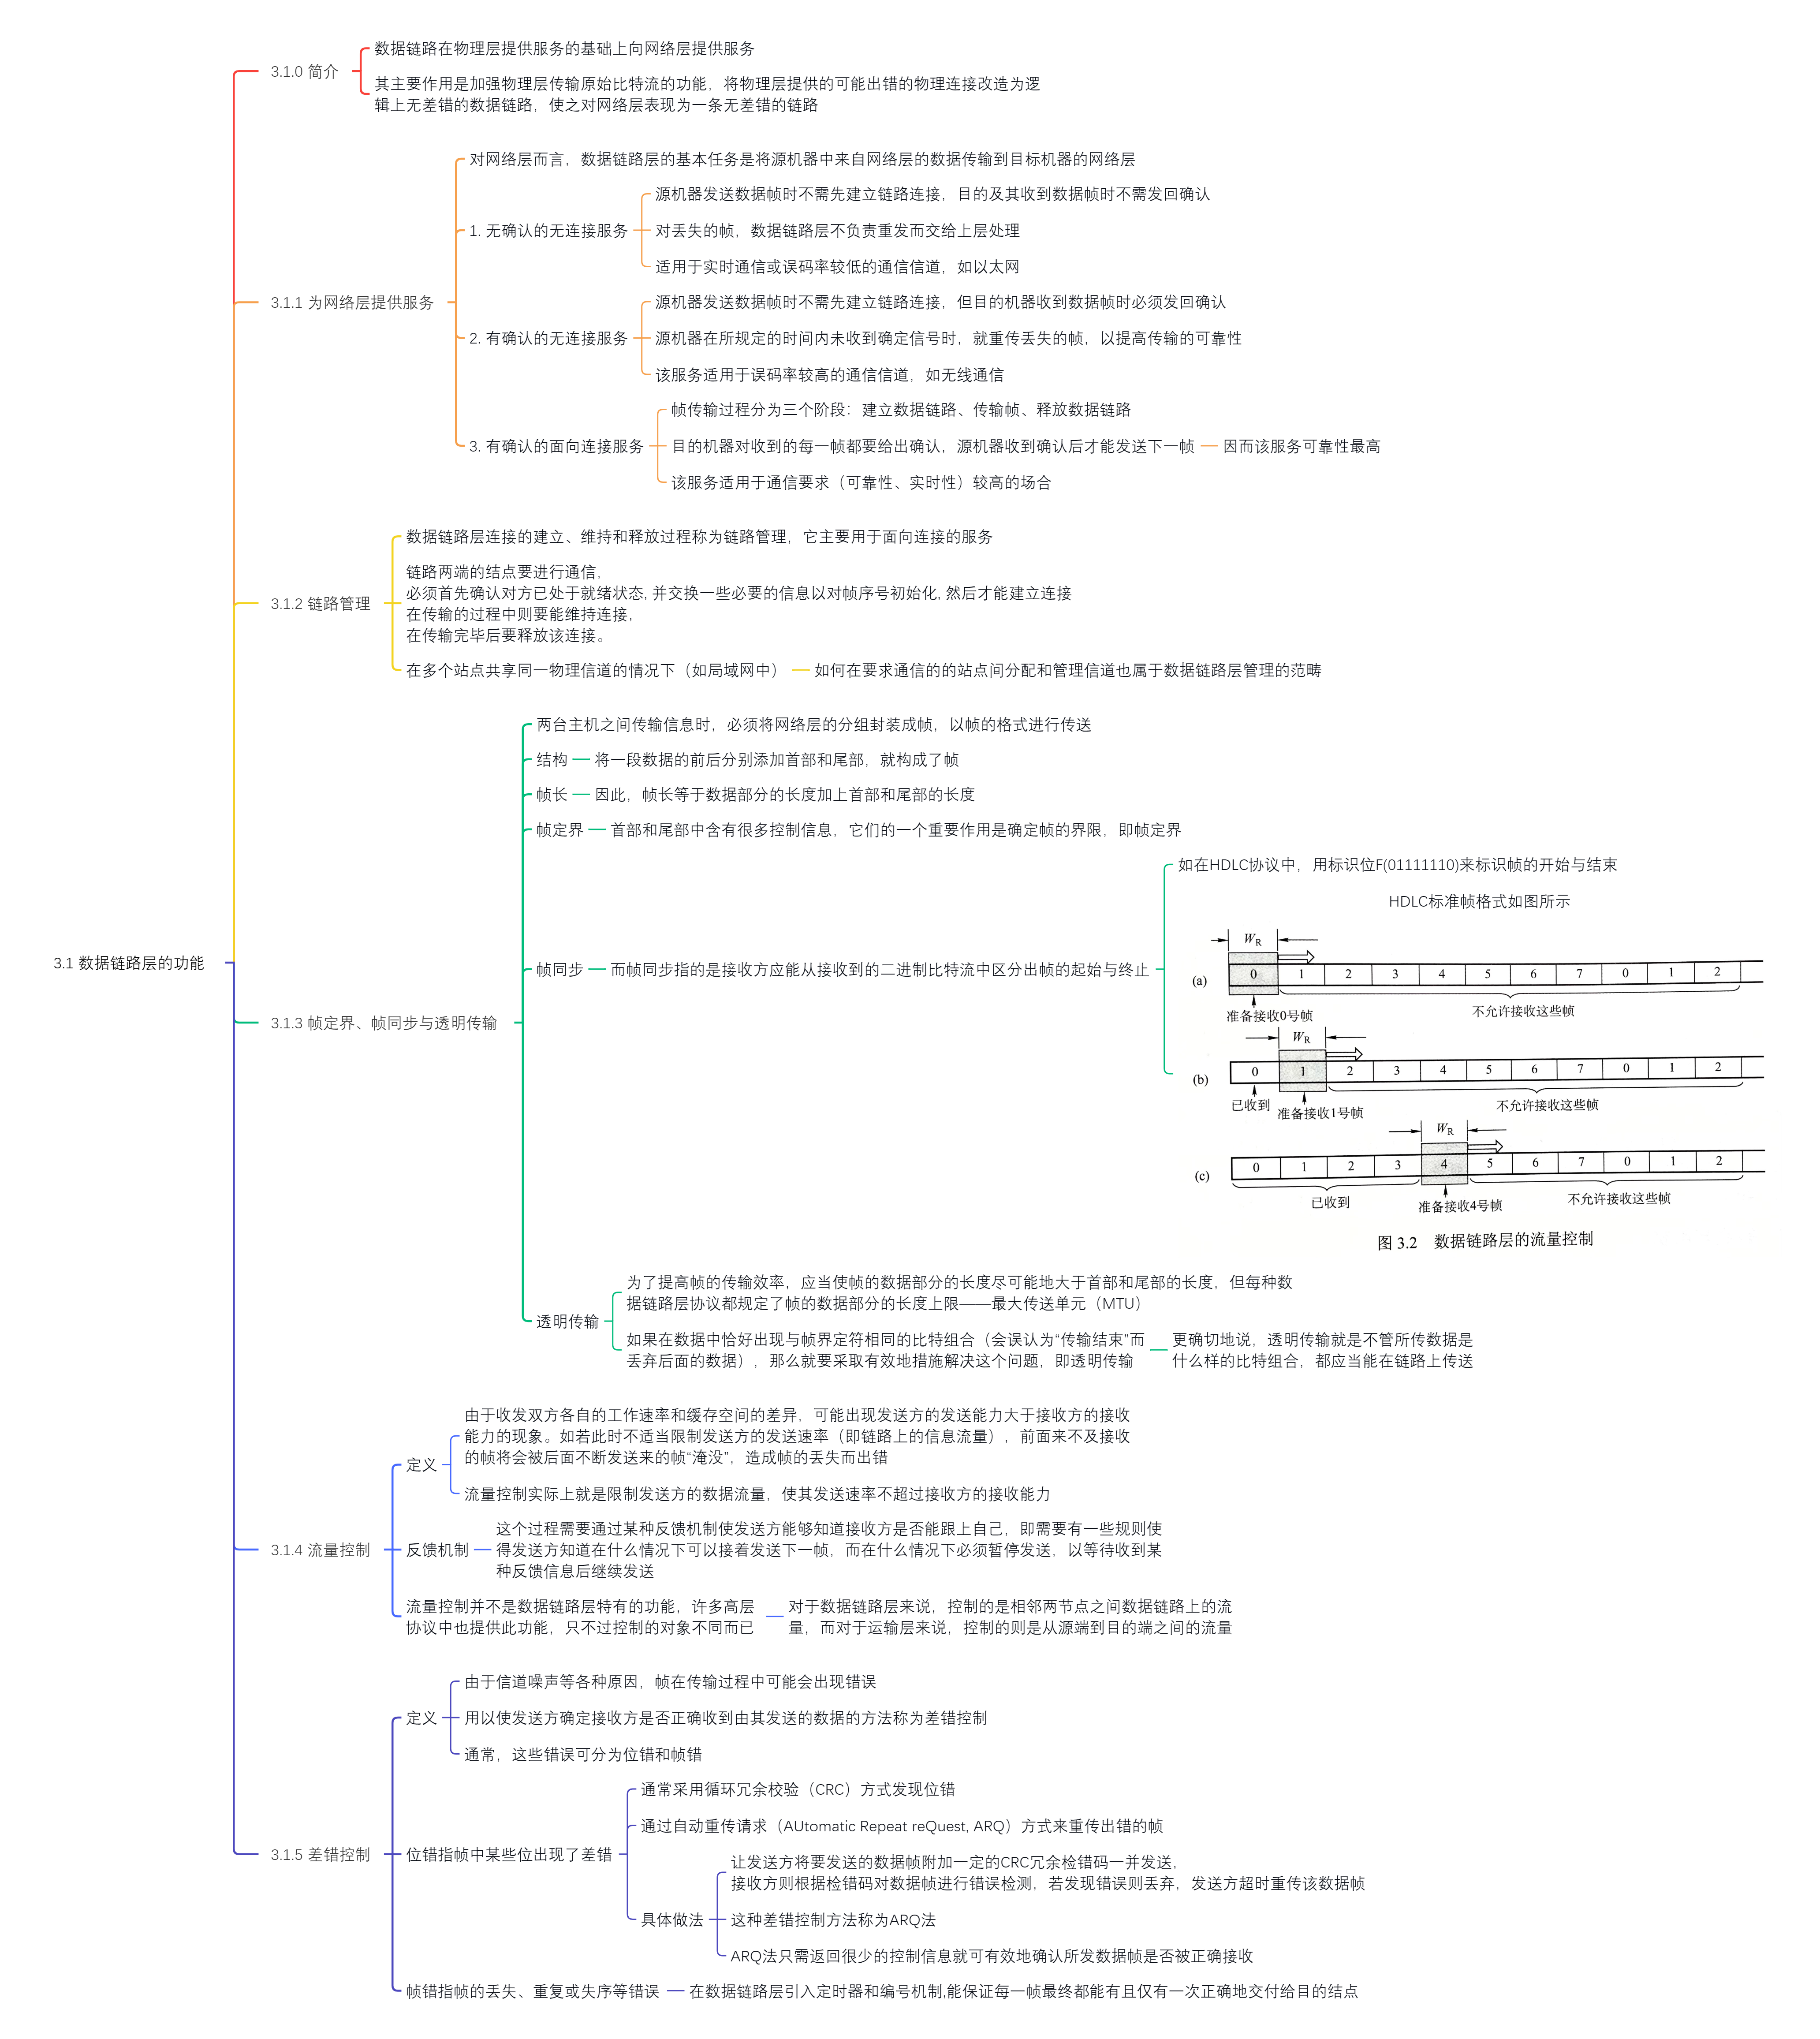 3.1 数据链路层的功能
3.1.0 简介
数据链路在物理层提供服务的基础上向网络层提供服务
其主要作用是加强物理层传输原始比特流的功能，将物理层提供的可能出错的物理连接改造为逻
辑上无差错的数据链路，使之对网络层表现为一条无差错的链路
3.1.1 为网络层提供服务
对网络层而言，数据链路层的基本任务是将源机器中来自网络层的数据传输到目标机器的网络层
1. 无确认的无连接服务
源机器发送数据帧时不需先建立链路连接，目的及其收到数据帧时不需发回确认
对丢失的帧，数据链路层不负责重发而交给上层处理
适用于实时通信或误码率较低的通信信道，如以太网
2. 有确认的无连接服务
源机器发送数据帧时不需先建立链路连接，但目的机器收到数据帧时必须发回确认
源机器在所规定的时间内未收到确定信号时，就重传丢失的帧，以提高传输的可靠性
该服务适用于误码率较高的通信信道，如无线通信
3. 有确认的面向连接服务
帧传输过程分为三个阶段：建立数据链路、传输帧、释放数据链路
目的机器对收到的每一帧都要给出确认，源机器收到确认后才能发送下一帧
因而该服务可靠性最高
该服务适用于通信要求（可靠性、实时性）较高的场合
3.1.2 链路管理
数据链路层连接的建立、维持和释放过程称为链路管理，它主要用于面向连接的服务
链路两端的结点要进行通信，
必须首先确认对方已处于就绪状态, 并交换一些必要的信息以对帧序号初始化, 然后才能建立连接
在传输的过程中则要能维持连接，
在传输完毕后要释放该连接。
在多个站点共享同一物理信道的情况下（如局域网中）
如何在要求通信的的站点间分配和管理信道也属于数据链路层管理的范畴
3.1.3 帧定界、帧同步与透明传输
两台主机之间传输信息时，必须将网络层的分组封装成帧，以帧的格式进行传送
结构
将一段数据的前后分别添加首部和尾部，就构成了帧
帧长
因此，帧长等于数据部分的长度加上首部和尾部的长度
帧定界
首部和尾部中含有很多控制信息，它们的一个重要作用是确定帧的界限，即帧定界
帧同步
而帧同步指的是接收方应能从接收到的二进制比特流中区分出帧的起始与终止
如在HDLC协议中，用标识位F(01111110)来标识帧的开始与结束
HDLC标准帧格式如图所示
WR
(a) 0 1 2 3 4 5 6 7 0 1 2
准备接收0号帧 不允许接收这些帧
WR
(b) 0 1 2 3 4 5 6 7 0 1 2
已收到 准备接收1号帧 不允许接收这些帧
WR
(c) 0 1 2 3 4 5 6 7 0 1 2
已收到 准备接收4号帧 不允许接收这些帧
图 3.2 数据链路层的流量控制
透明传输
为了提高帧的传输效率，应当使帧的数据部分的长度尽可能地大于首部和尾部的长度，但每种数
据链路层协议都规定了帧的数据部分的长度上限——最大传送单元（MTU）
如果在数据中恰好出现与帧界定符相同的比特组合（会误认为“传输结束”而
丢弃后面的数据），那么就要采取有效地措施解决这个问题，即透明传输
更确切地说，透明传输就是不管所传数据是
什么样的比特组合，都应当能在链路上传送
3.1.4 流量控制
定义
由于收发双方各自的工作速率和缓存空间的差异，可能出现发送方的发送能力大于接收方的接收
能力的现象。如若此时不适当限制发送方的发送速率（即链路上的信息流量），前面来不及接收
的帧将会被后面不断发送来的帧“淹没”，造成帧的丢失而出错
流量控制实际上就是限制发送方的数据流量，使其发送速率不超过接收方的接收能力
反馈机制
这个过程需要通过某种反馈机制使发送方能够知道接收方是否能跟上自己，即需要有一些规则使
得发送方知道在什么情况下可以接着发送下一帧，而在什么情况下必须暂停发送，以等待收到某
种反馈信息后继续发送
流量控制并不是数据链路层特有的功能，许多高层
协议中也提供此功能，只不过控制的对象不同而已
对于数据链路层来说，控制的是相邻两节点之间数据链路上的流
量，而对于运输层来说，控制的则是从源端到目的端之间的流量
3.1.5 差错控制
定义
由于信道噪声等各种原因，帧在传输过程中可能会出现错误
用以使发送方确定接收方是否正确收到由其发送的数据的方法称为差错控制
通常，这些错误可分为位错和帧错
位错指帧中某些位出现了差错
通常采用循环冗余校验（CRC）方式发现位错
通过自动重传请求（AUtomatic Repeat reQuest, ARQ）方式来重传出错的帧
具体做法
让发送方将要发送的数据帧附加一定的CRC冗余检错码一并发送，
接收方则根据检错码对数据帧进行错误检测，若发现错误则丢弃，发送方超时重传该数据帧
这种差错控制方法称为ARQ法
ARQ法只需返回很少的控制信息就可有效地确认所发数据帧是否被正确接收
帧错指帧的丢失、重复或失序等错误
在数据链路层引入定时器和编号机制,能保证每一帧最终都能有且仅有一次正确地交付给目的结点